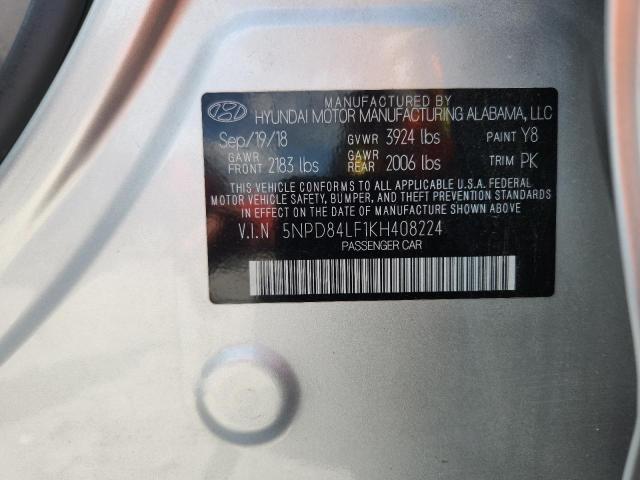 MANUFACTURED BY
HYUNDAI MOTOR MANUFACTURING ALABAMA, LLC
Sep/19/18 GVWR 3924 lbs PAINT Y8
GAWR FRONT 2183 lbs GAWR REAR 2006 lbs TRIM PK
THIS VEHICLE CONFORMS TO ALL APPLICABLE U.S.A. FEDERAL
MOTOR VEHICLE SAFETY, BUMPER, AND THEFT PREVENTION STANDARDS
IN EFFECT ON THE DATE OF MANUFACTURE SHOWN ABOVE
V.I.N 5NPD84LF1KH408224
PASSENGER CAR